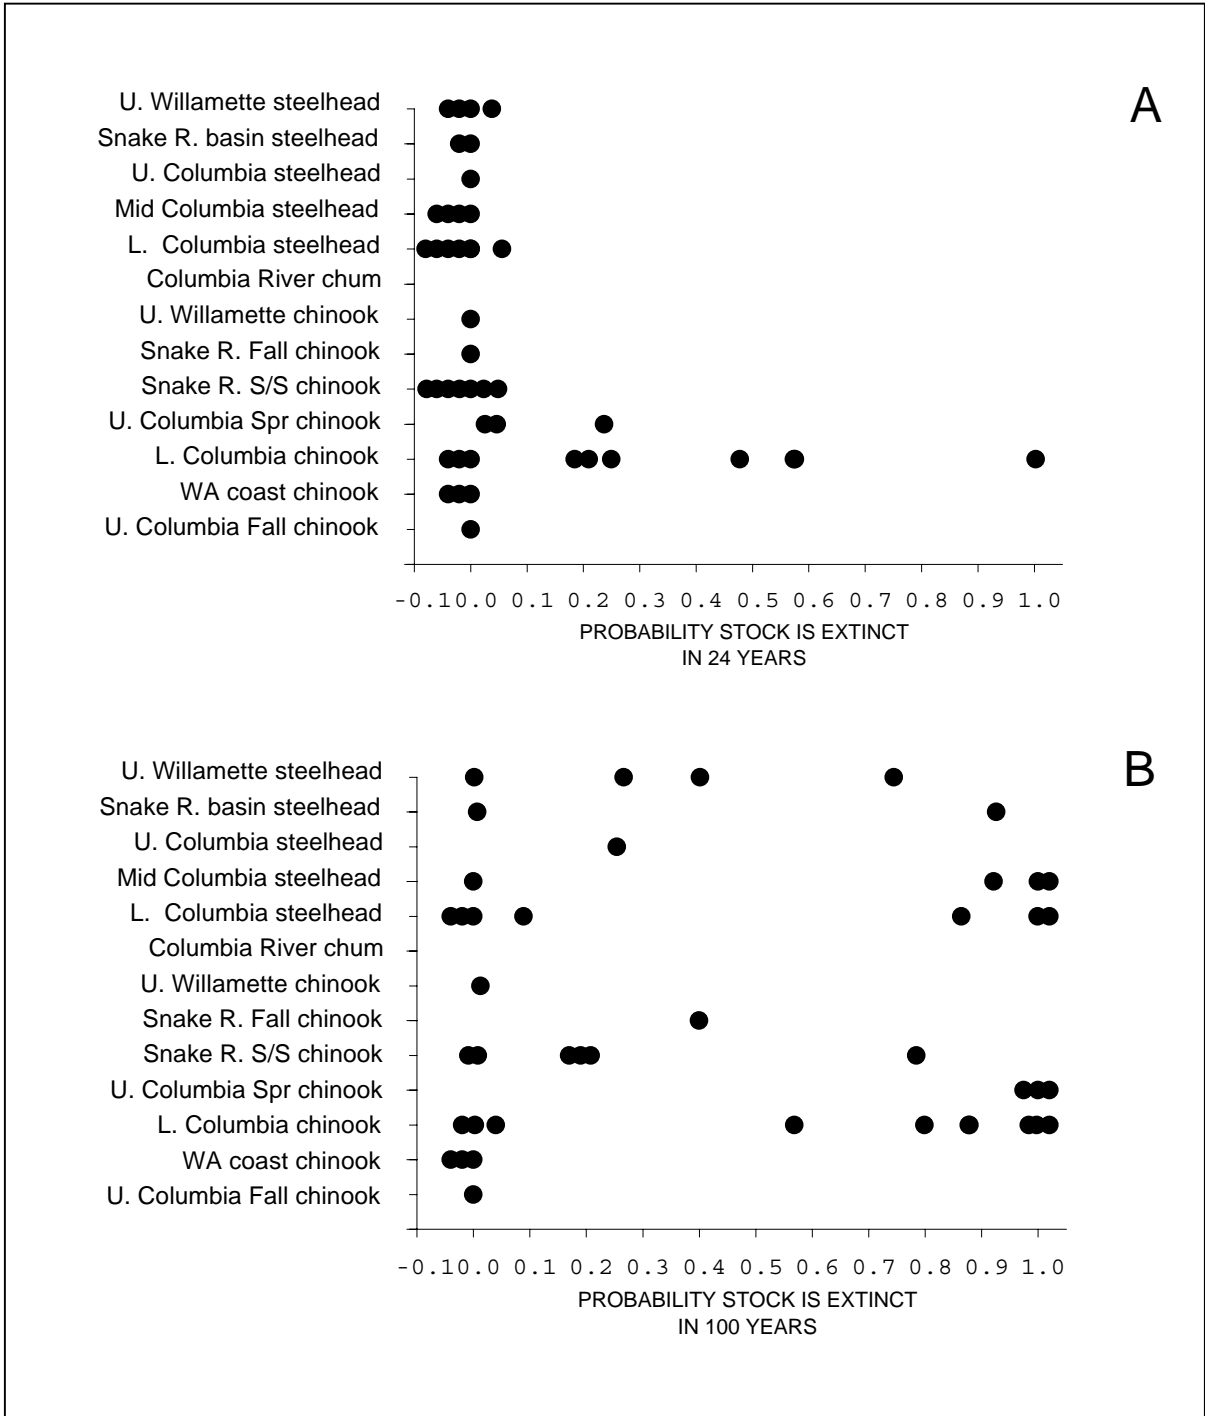 A
U. Willamette steelhead
Snake R. basin steelhead
U. Columbia steelhead
Mid Columbia steelhead
L. Columbia steelhead
Columbia River chum
U. Willamette chinook
Snake R. Fall chinook
Snake R. S/S chinook
U. Columbia Spr chinook
L. Columbia chinook
WA coast chinook
U. Columbia Fall chinook
-0.1 0.0 0.1 0.2 0.3 0.4 0.5 0.6 0.7 0.8 0.9 1.0
PROBABILITY STOCK IS EXTINCT
IN 24 YEARS
B
U. Willamette steelhead
Snake R. basin steelhead
U. Columbia steelhead
Mid Columbia steelhead
L. Columbia steelhead
Columbia River chum
U. Willamette chinook
Snake R. Fall chinook
Snake R. S/S chinook
U. Columbia Spr chinook
L. Columbia chinook
WA coast chinook
U. Columbia Fall chinook
-0.1 0.0 0.1 0.2 0.3 0.4 0.5 0.6 0.7 0.8 0.9 1.0
PROBABILITY STOCK IS EXTINCT
IN 100 YEARS